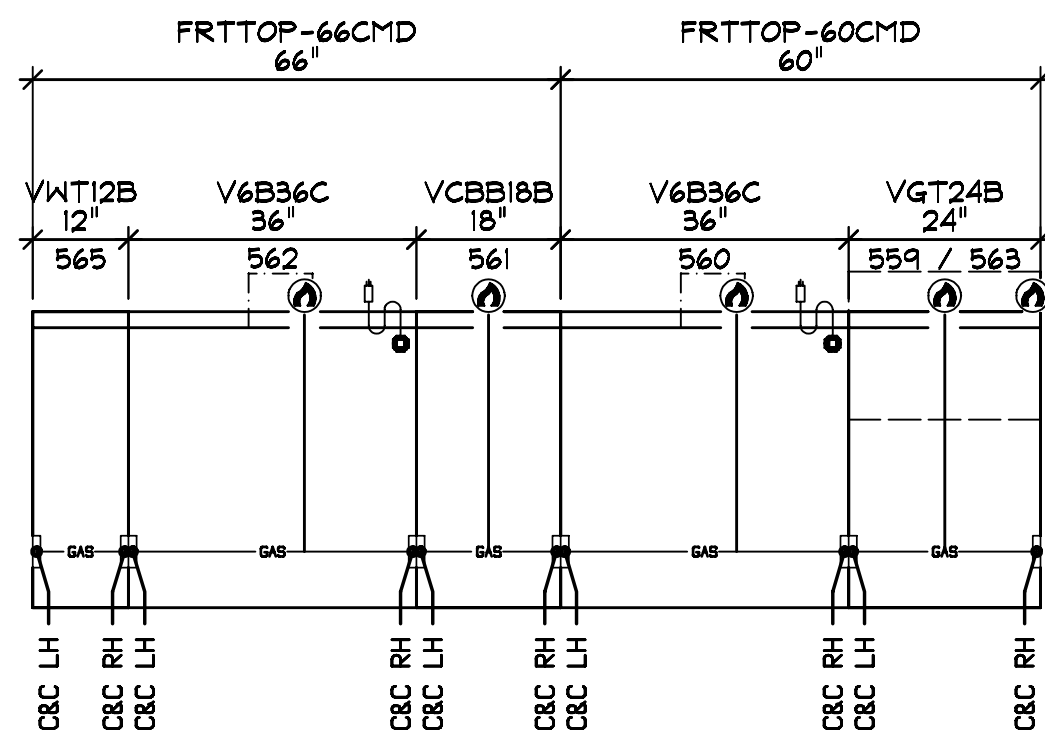 FRTTOP-66CMD FRTTOP-60CMD
66" 60"
VWT12B V6B36C VCBB18B V6B36C VGT24B
12" 36" 18" 36" 24"
565 562 561 560 559 / 563
GAS GAS GAS GAS GAS
C&C LH C&C RH C&C LH C&C RH C&C LH C&C RH C&C LH C&C RH C&C LH C&C RH